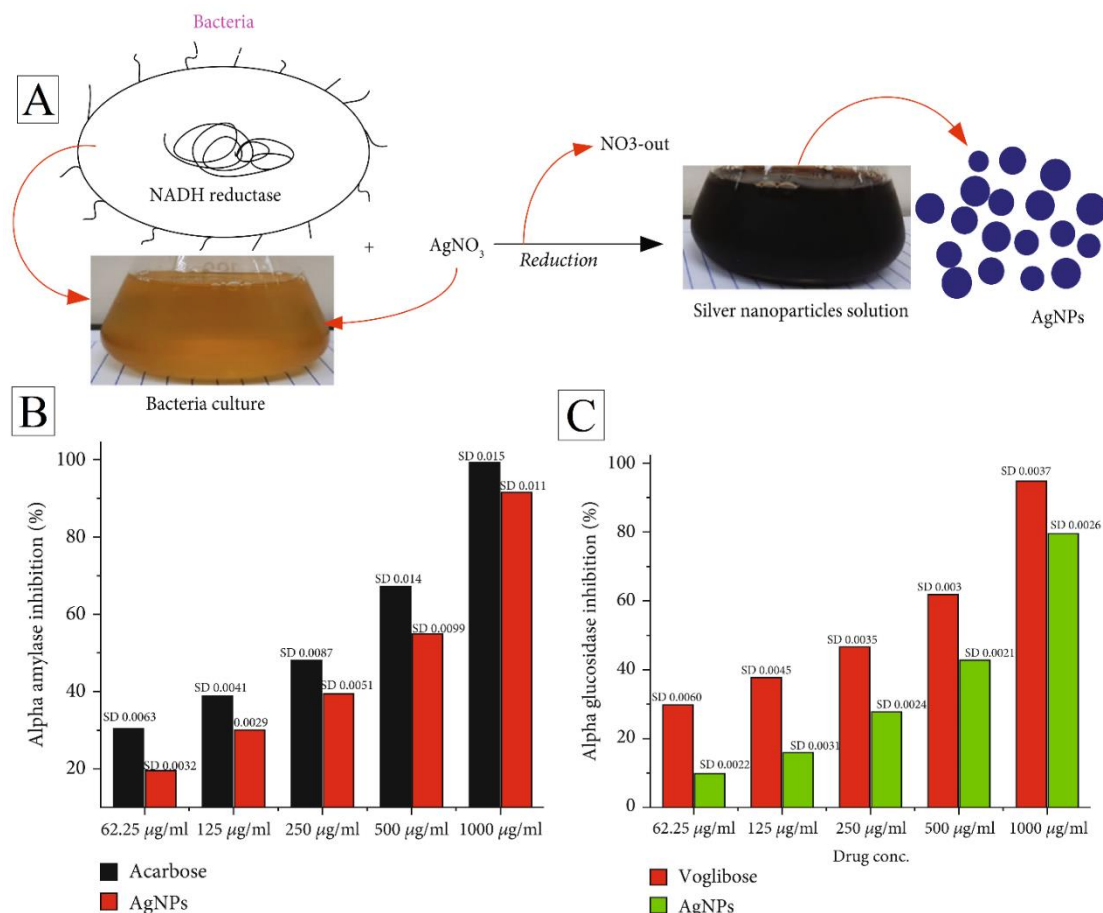 Bacteria
A
NADH reductase
NO3-out
+
AgNO₃
Reduction
Silver nanoparticles solution
AgNPs
Bacteria culture
B
Alpha amylase inhibition (%)
100
80
60
40
20
SD 0.0063
SD 0.0032
SD 0.0041
0.0029
SD 0.0087
SD 0.0051
SD 0.014
SD 0.0099
SD 0.015
SD 0.011
62.25 µg/ml
125 µg/ml
250 µg/ml
500 µg/ml
1000 µg/ml
Acarbose
AgNPs
C
Alpha glucosidase inhibition (%)
100
80
60
40
20
0
SD 0.0060
SD 0.0022
SD 0.0045
SD 0.0031
SD 0.0035
SD 0.0024
SD 0.003
SD 0.0021
SD 0.0037
SD 0.0026
62.25 µg/ml
125 µg/ml
250 µg/ml
500 µg/ml
1000 µg/ml
Drug conc.
Voglibose
AgNPs